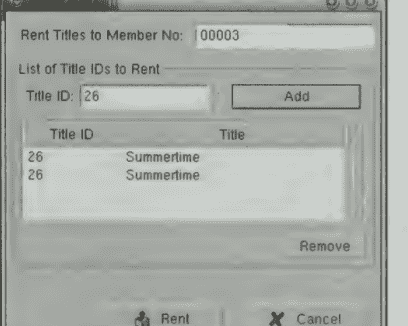 Rent Titles to Member No: 00003
List of Title IDs to Rent
Title ID: 26 Add
Title ID Title
26 Summertime
26 Summertime
Remove
Rent Cancel